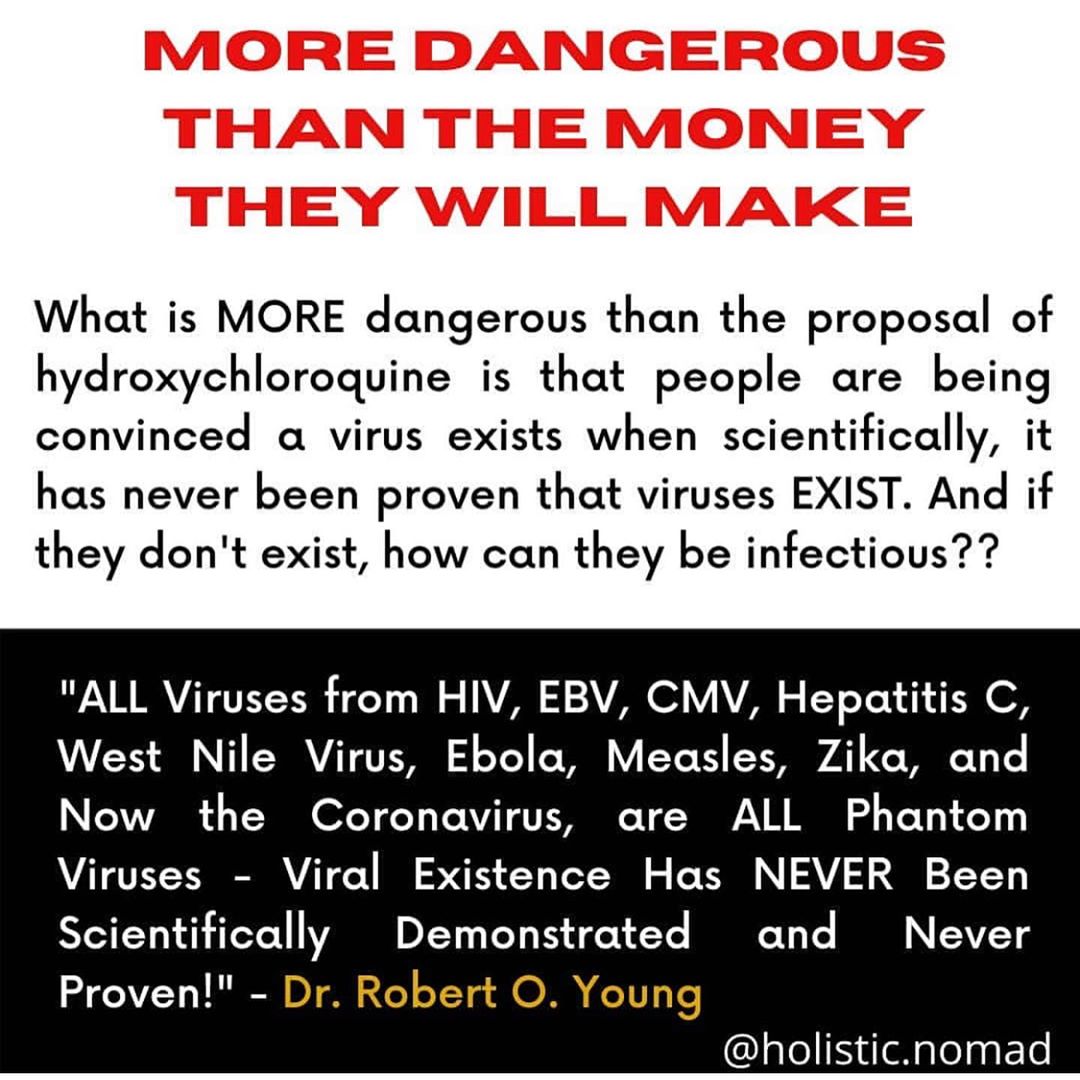 MORE DANGEROUS
THAN THE MONEY
THEY WILL MAKE
What is MORE dangerous than the proposal of
hydroxychloroquine is that people are being
convinced a virus exists when scientifically, it
has never been proven that viruses EXIST. And if
they don't exist, how can they be infectious??
"ALL Viruses from HIV, EBV, CMV, Hepatitis C,
West Nile Virus, Ebola, Measles, Zika, and
Now the Coronavirus, are ALL Phantom
Viruses - Viral Existence Has NEVER Been
Scientifically Demonstrated and Never
Proven!" - Dr. Robert O. Young
@holistic.nomad